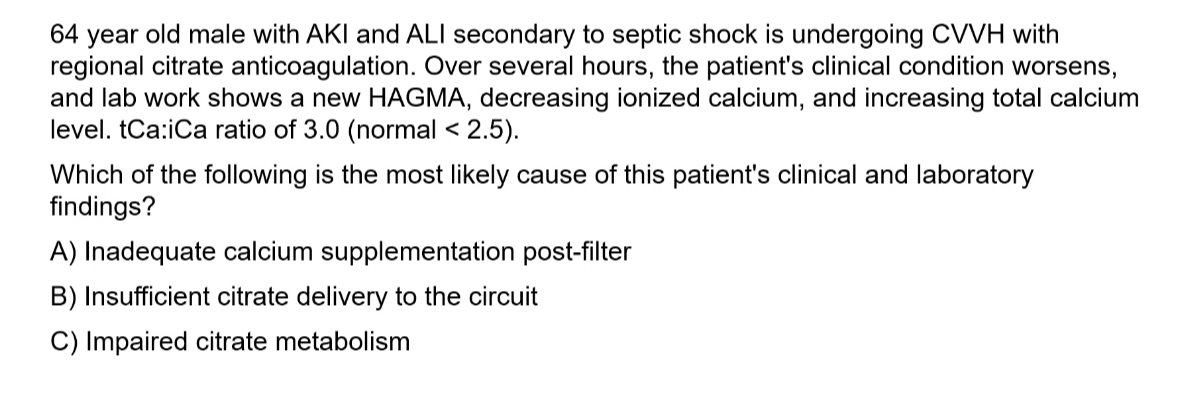 64 year old male with AKI and ALI secondary to septic shock is undergoing CVVH with
regional citrate anticoagulation. Over several hours, the patient's clinical condition worsens,
and lab work shows a new HAGMA, decreasing ionized calcium, and increasing total calcium
level. tCa:iCa ratio of 3.0 (normal < 2.5).
Which of the following is the most likely cause of this patient's clinical and laboratory
findings?
A) Inadequate calcium supplementation post-filter
B) Insufficient citrate delivery to the circuit
C) Impaired citrate metabolism